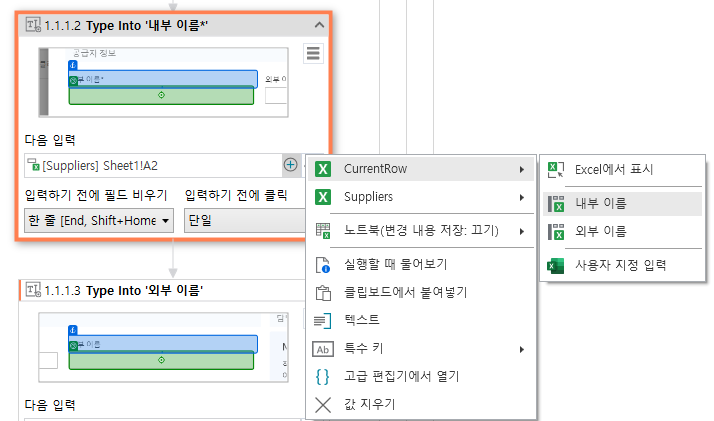 1.1.1.2 Type Into '내부 이름*'
공급자 정보
부 이름*
외부 이
다음 입력
[Suppliers] Sheet1!A2
입력하기 전에 필드 비우기
입력하기 전에 클릭
한 줄 [End, Shift+Home
단일
CurrentRow
Suppliers
노트북(변경 내용 저장: 끄기)
실행할 때 물어보기
클립보드에서 붙여넣기
텍스트
특수 키
고급 편집기에서 열기
값 지우기
Excel에서 표시
내부 이름
외부 이름
사용자 지정 입력
1.1.1.3 Type Into '외부 이름'
부 이름
다음 입력